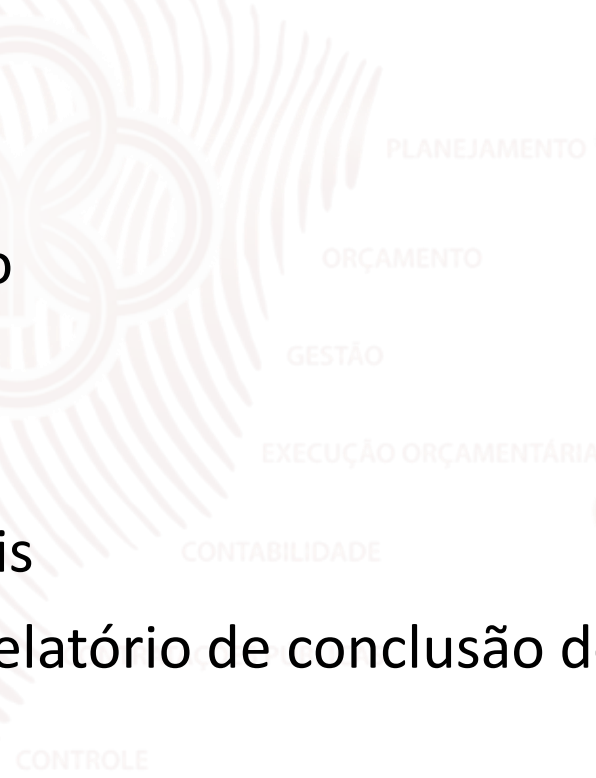 PLANEJAMENTO
o
ORÇAMENTO
GESTÃO
EXECUÇÃO ORÇAMENTÁRIA
is
CONTABILIDADE
elatório de conclusão d
CONTROLE